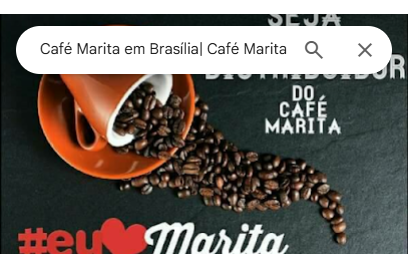 SEJA
Café Marita em Brasília| Café Marita
DISTRIBUIDOR
DO
CAFÉ
MARITA
#eu Marita